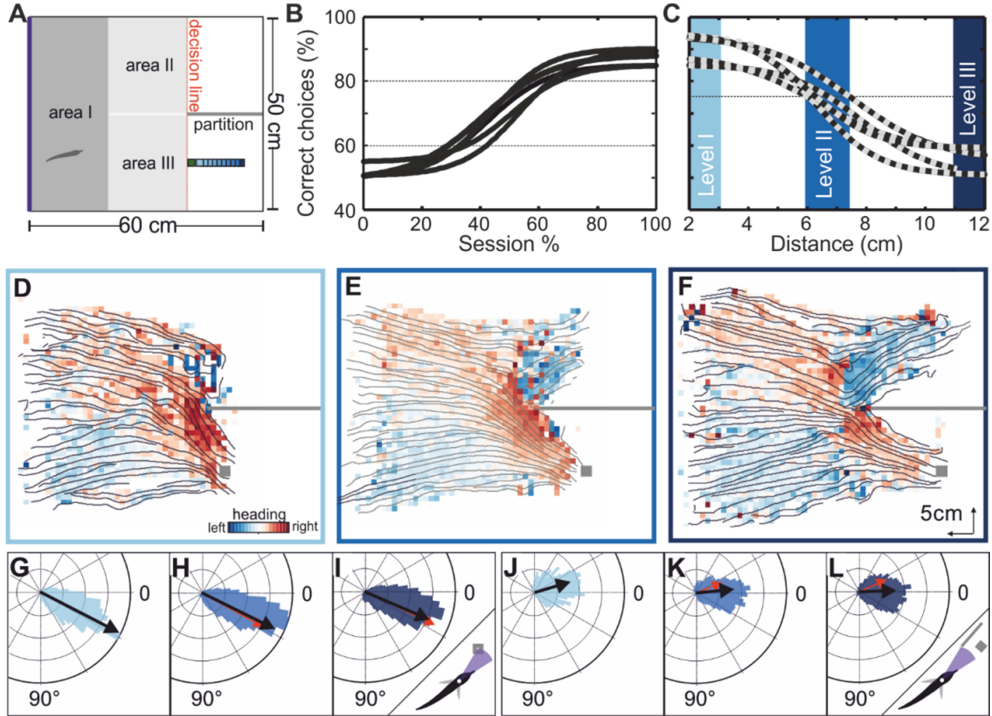 A
area I
area II
area III
decision line
partition
50 cm
60 cm
B
Correct choices (%)
100
80
60
40
0
20
40
60
80
100
Session %
C
Level I
Level II
Level III
2
4
6
8
10
12
Distance (cm)
D
heading
left
right
E
F
5cm
G
0
90°
H
0
90°
I
0
90°
J
0
90°
K
0
90°
L
0
90°